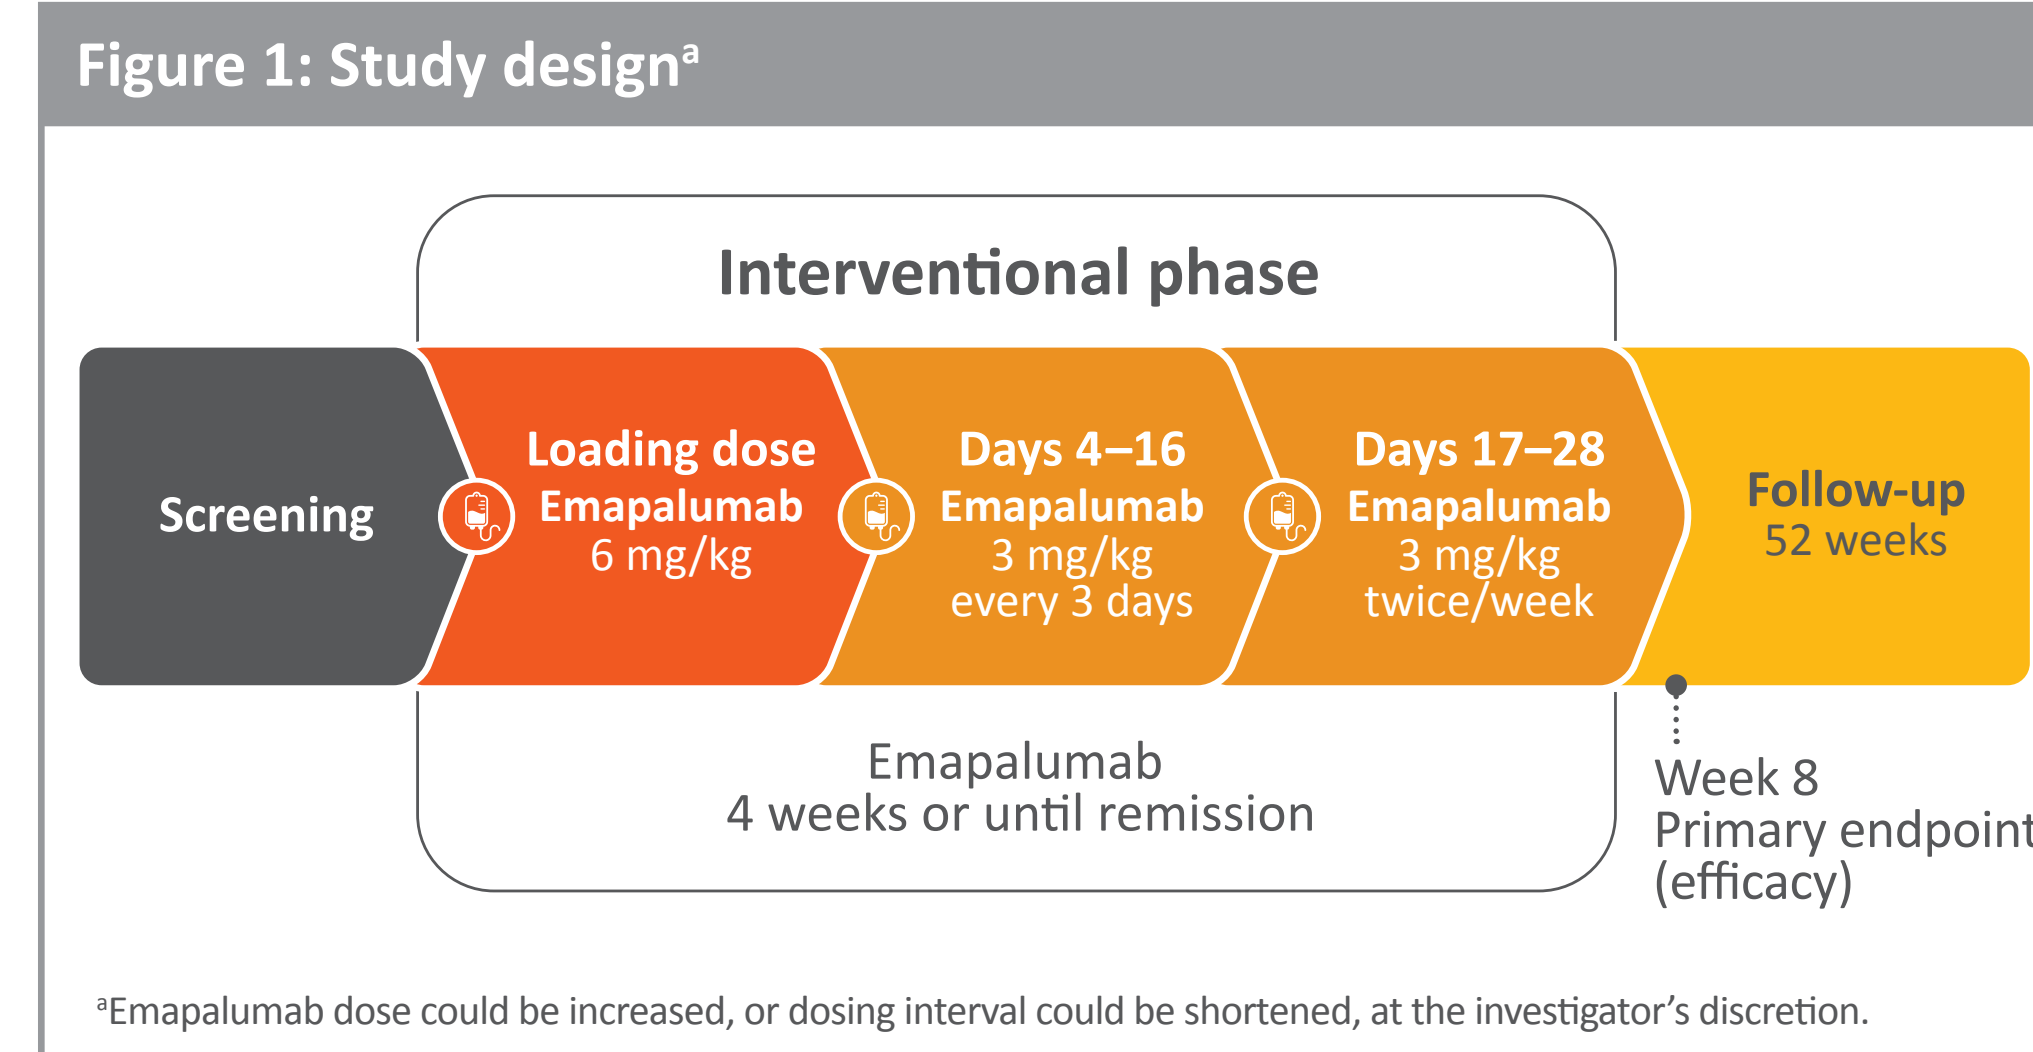 Figure 1: Study designᵃ
Interventional phase
Screening
Loading dose
Emapalumab
6 mg/kg
Days 4–16
Emapalumab
3 mg/kg
every 3 days
Days 17–28
Emapalumab
3 mg/kg
twice/week
Follow-up
52 weeks
Emapalumab
4 weeks or until remission
Week 8
Primary endpoint
(efficacy)
ᵃEmapalumab dose could be increased, or dosing interval could be shortened, at the investigator’s discretion.